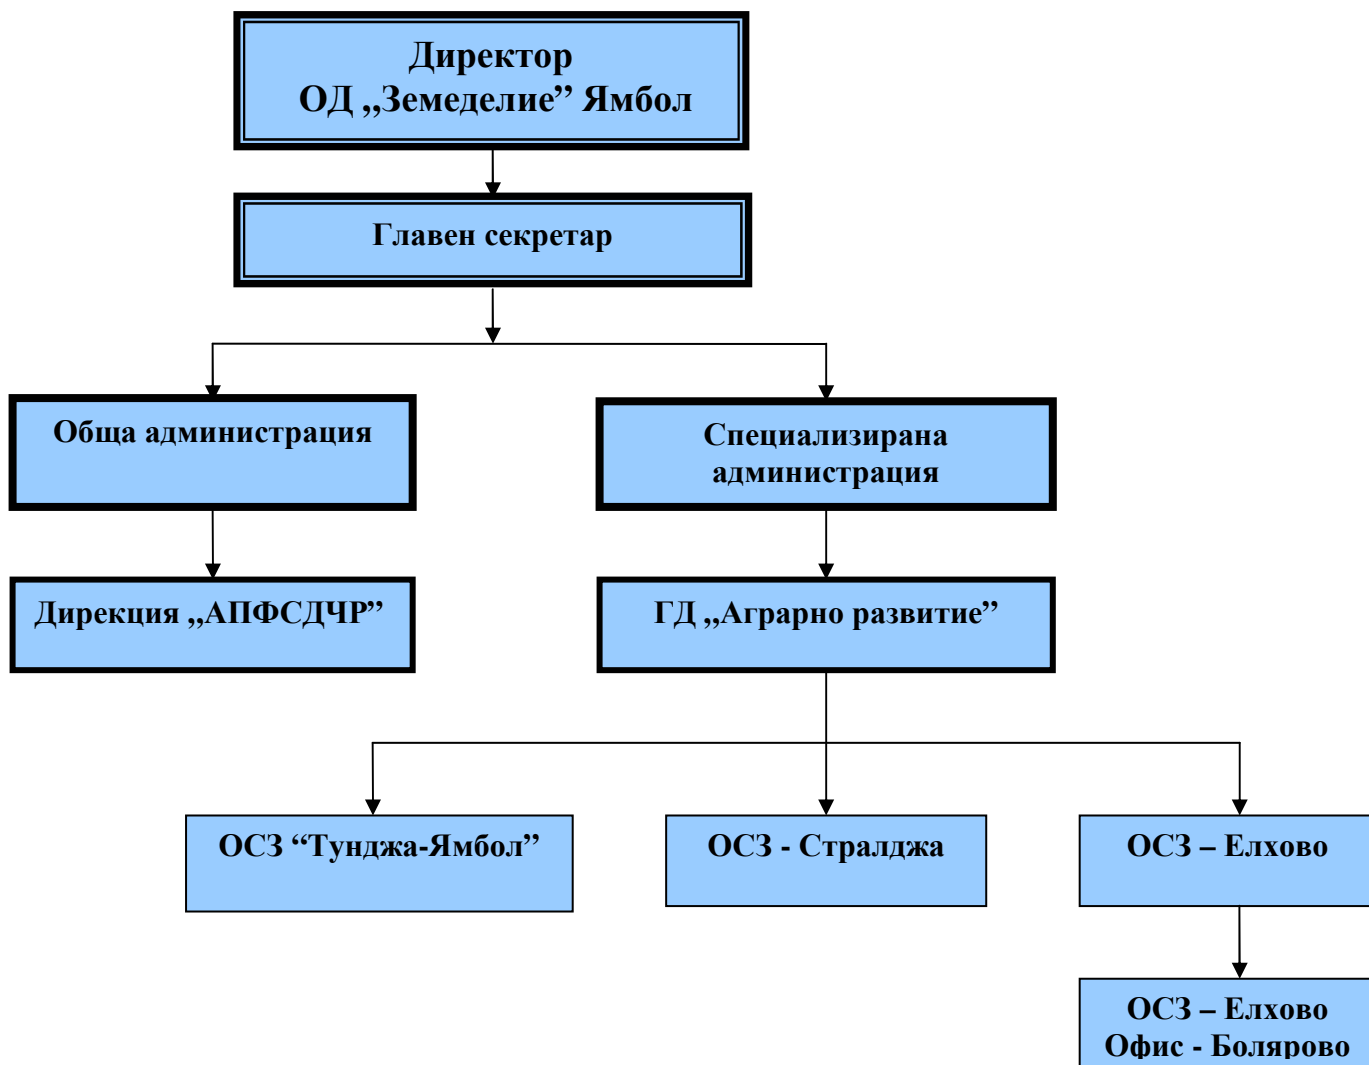 Директор
ОД „Земеделие” Ямбол
Главен секретар
Обща администрация
Специализирана
администрация
Дирекция „АПФСДЧР”
ГД „Аграрно развитие”
ОСЗ “Тунджа-Ямбол”
ОСЗ - Стралджа
ОСЗ – Елхово
ОСЗ – Елхово
Офис - Болярово